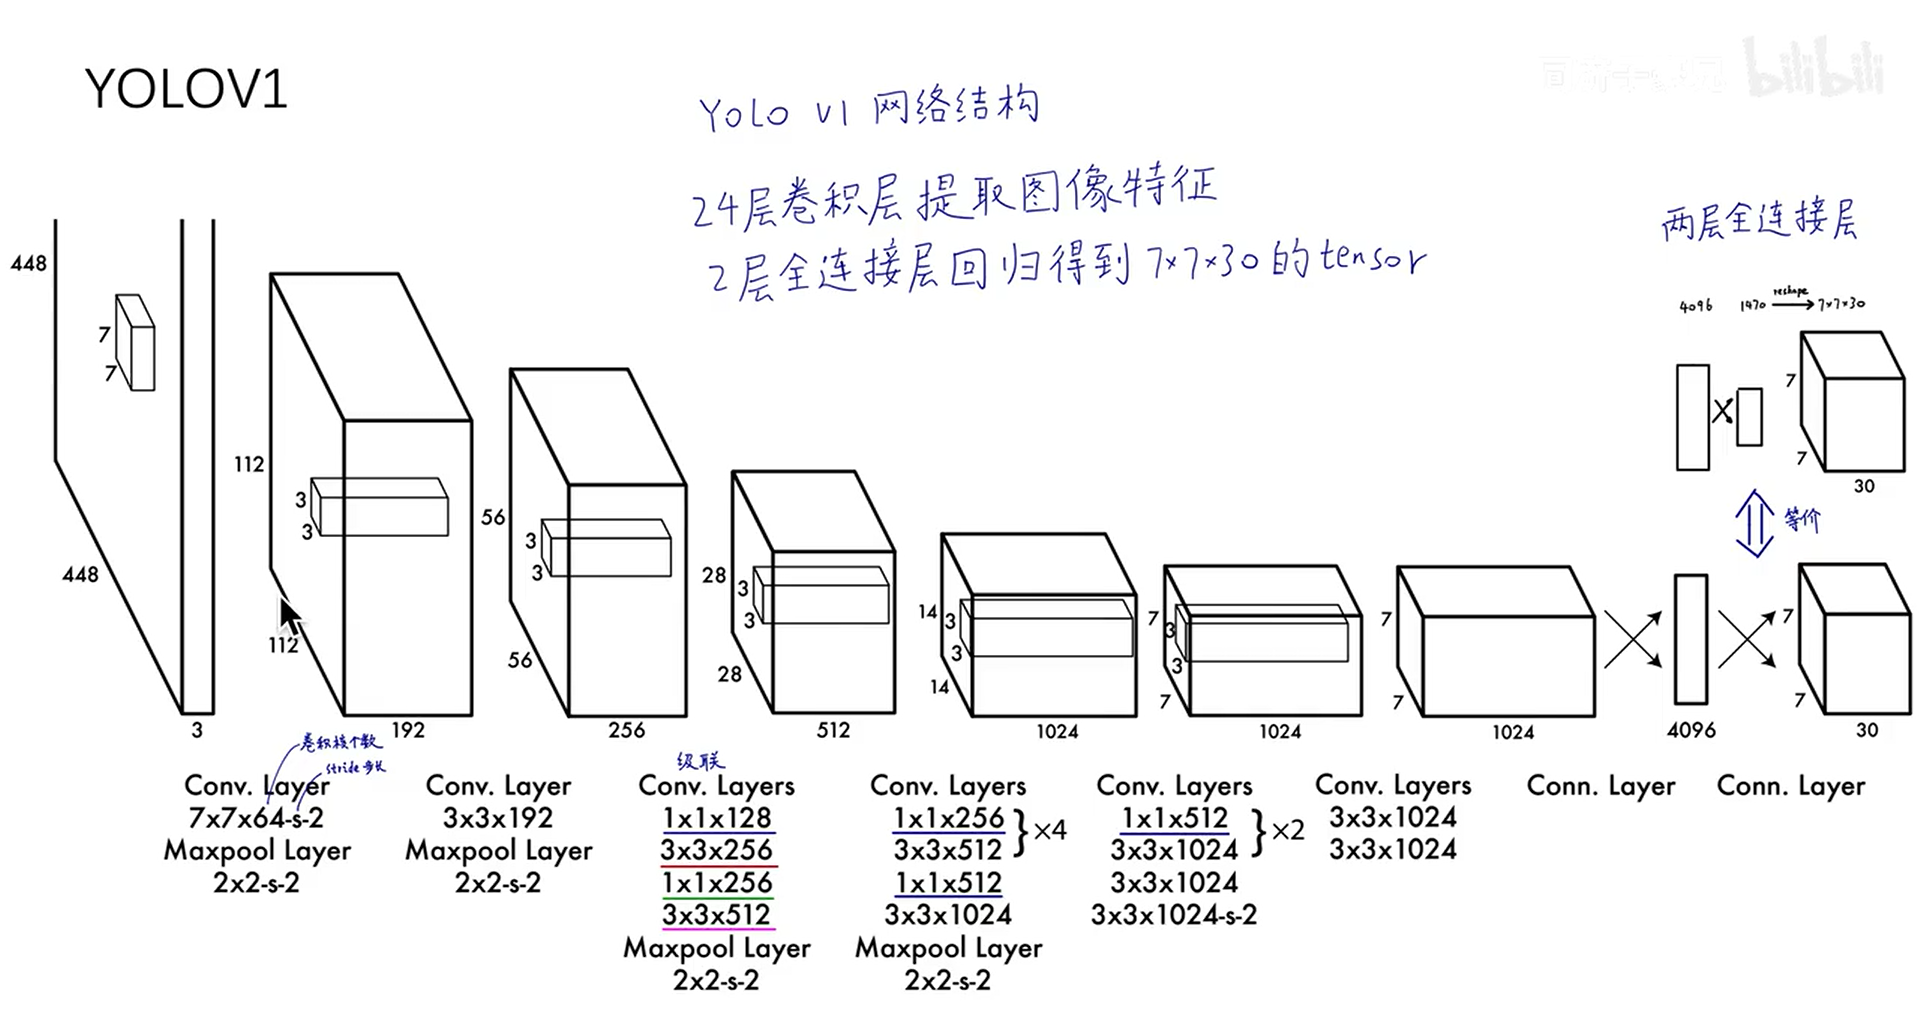 YOLOV1
bilibili
YOLO V1 网络结构
24层卷积层提取图像特征
2层全连接层回归得到 7×7×30 的tensor
两层全连接层
4096 1470 reshape 7×7×30
7
7
30
等价
448
7
7
448
3
112
3
3
112
192
56
3
3
56
256
28
3
3
28
512
14
3
3
14
1024
7
3
3
7
1024
7
7
1024
4096
7
7
30
卷积核个数
stride 步长
Conv. Layer
7x7x64-s-2
Maxpool Layer
2x2-s-2
Conv. Layer
3x3x192
Maxpool Layer
2x2-s-2
级联
Conv. Layers
1x1x128
3x3x256
1x1x256
3x3x512
Maxpool Layer
2x2-s-2
Conv. Layers
1x1x256
3x3x512 }×4
1x1x512
3x3x1024
Maxpool Layer
2x2-s-2
Conv. Layers
1x1x512
3x3x1024 }×2
3x3x1024
3x3x1024-s-2
Conv. Layers
3x3x1024
3x3x1024
Conn. Layer
Conn. Layer